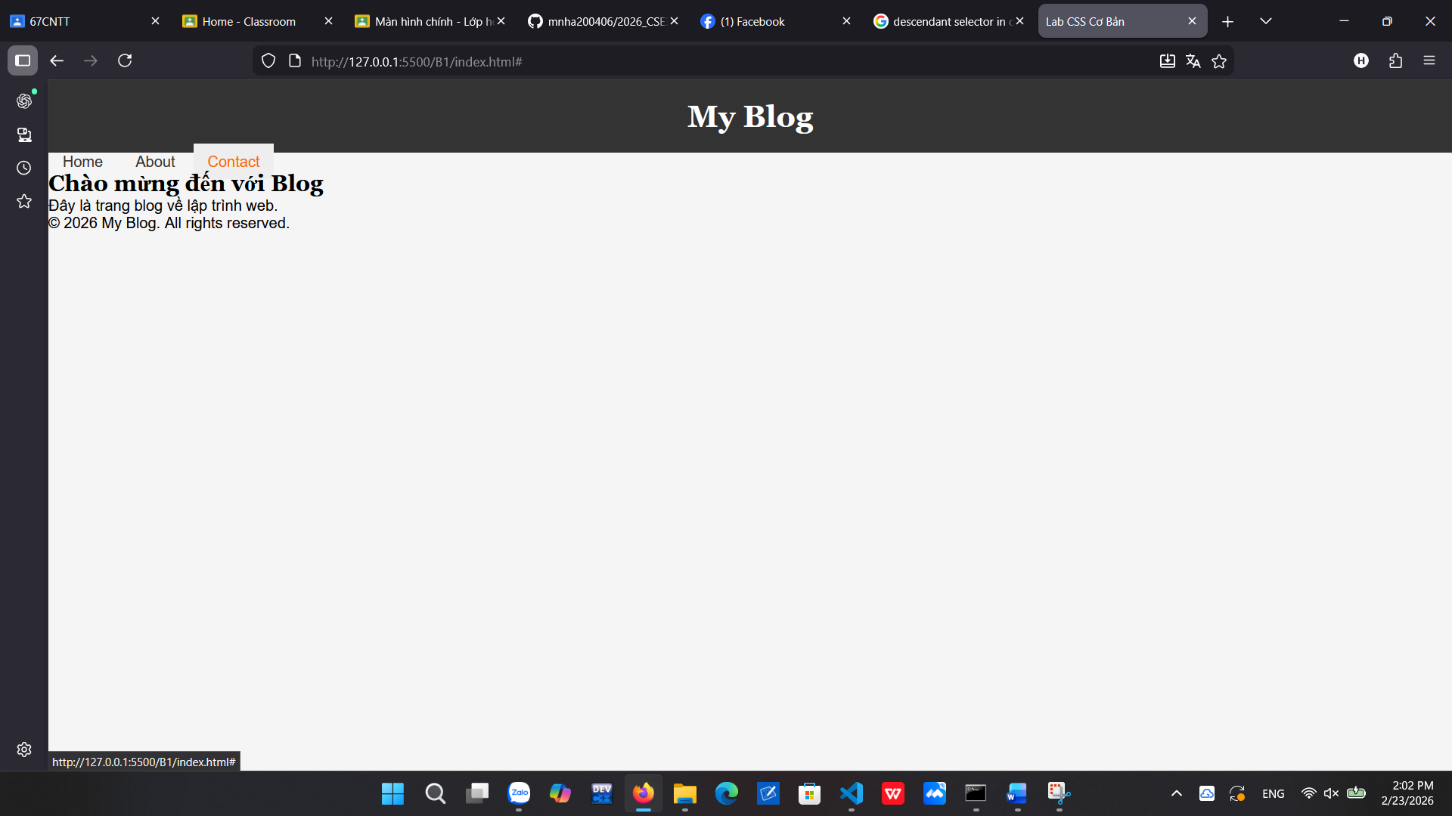 67CNTT
Home - Classroom
Màn hình chính - Lớp h
mnha200406/2026_CSE
(1) Facebook
descendant selector in c
Lab CSS Cơ Bản
http://127.0.0.1:5500/B1/index.html#
H
My Blog
Home About Contact
Chào mừng đến với Blog
Đây là trang blog về lập trình web.
© 2026 My Blog. All rights reserved.
http://127.0.0.1:5500/B1/index.html#
Zalo
DEV
ENG
2:02 PM
2/23/2026